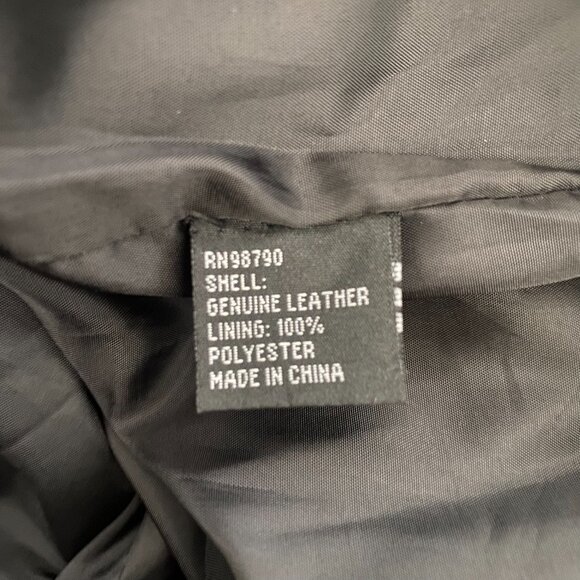 RN98790
SHELL:
GENUINE LEATHER
LINING: 100%
POLYESTER
MADE IN CHINA